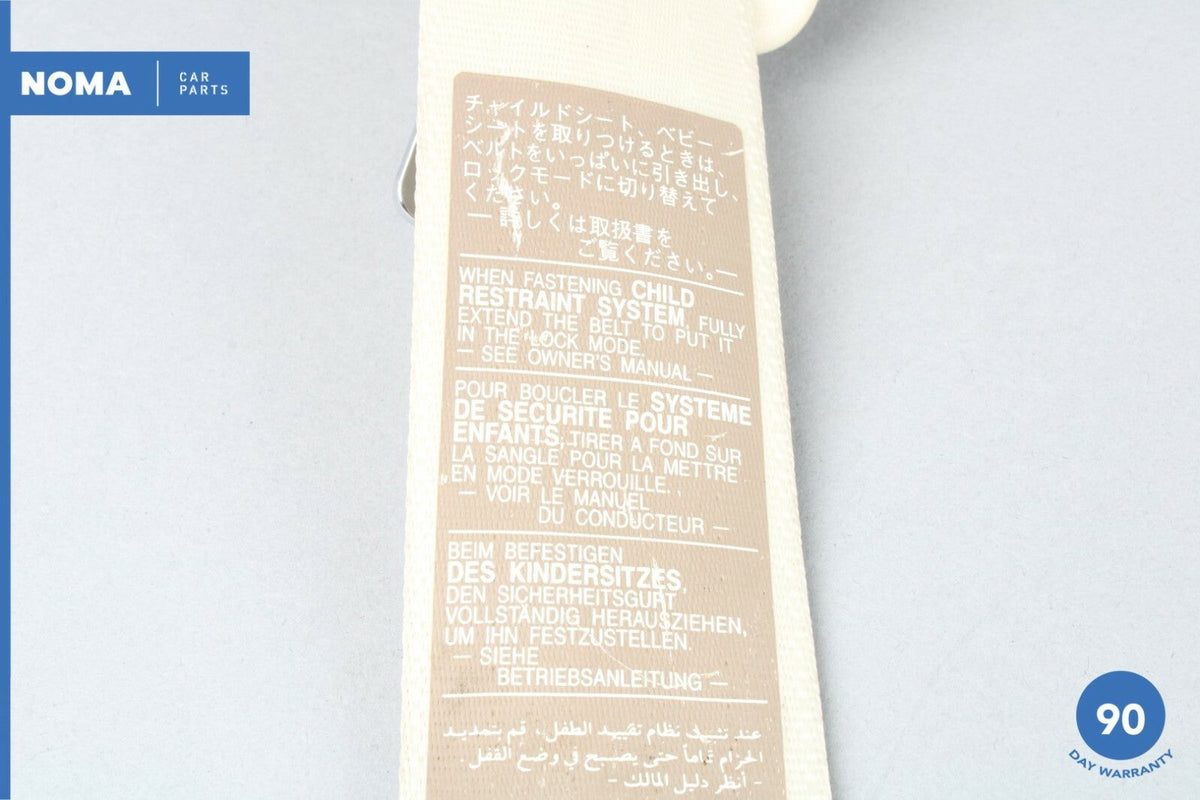 NOMA
CAR
PARTS
チャイルドシート、ベビー
シートを取りつけるときは、
ベルトをいっぱいに引き出し、
ロックモードに切り替えて
ください。
— 詳しくは取扱書を
ご覧ください。—
WHEN FASTENING CHILD
RESTRAINT SYSTEM, FULLY
EXTEND THE BELT TO PUT IT
IN THE LOCK MODE.
— SEE OWNER'S MANUAL —
POUR BOUCLER LE SYSTEME
DE SECURITE POUR
ENFANTS, TIRER A FOND SUR
LA SANGLE POUR LA METTRE
EN MODE VERROUILLE.
— VOIR LE MANUEL
DU CONDUCTEUR —
BEIM BEFESTIGEN
DES KINDERSITZES,
DEN SICHERHEITSGURT
VOLLSTÄNDIG HERAUSZIEHEN,
UM IHN FESTZUSTELLEN.
— SIEHE
BETRIEBSANLEITUNG —
عند تثبيت نظام تقييد الطفل، قم بتمديد
الحزام تماماً حتى يصبح في وضع القفل.
- أنظر دليل المالك -
90
DAY WARRANTY